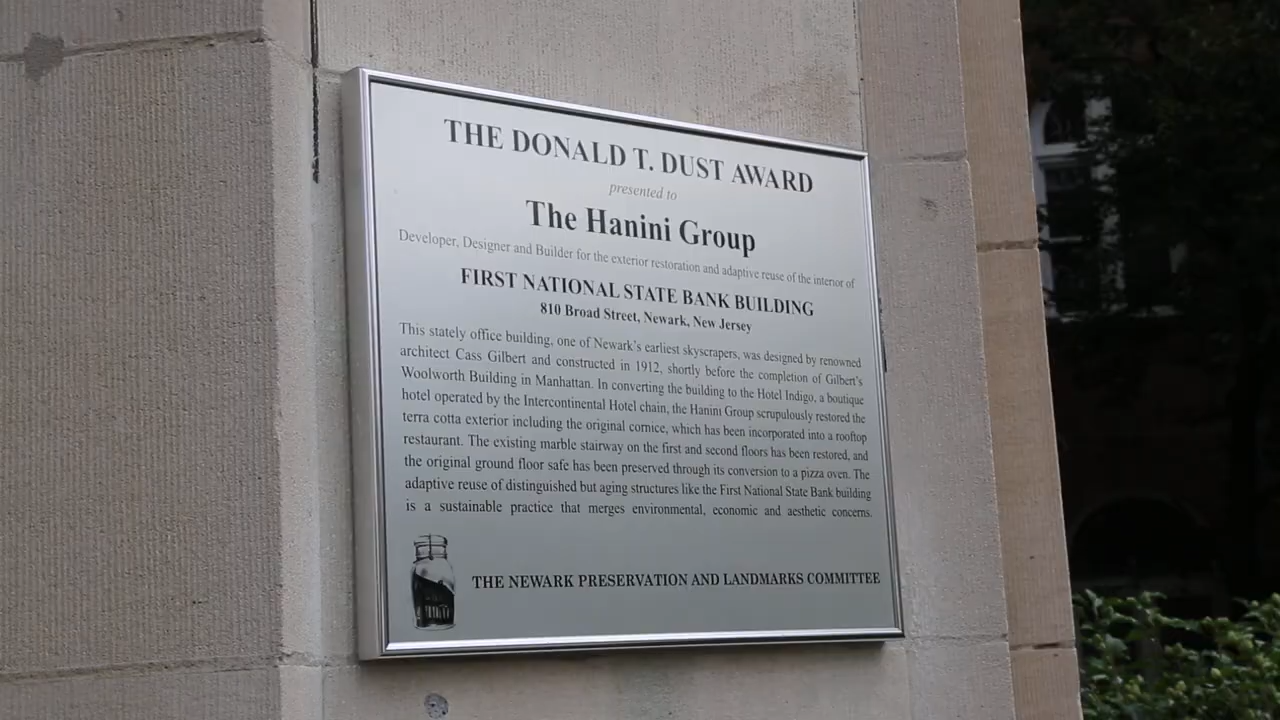 THE DONALD T. DUST AWARD
presented to
The Hanini Group
Developer, Designer and Builder for the exterior restoration and adaptive reuse of the interior of
FIRST NATIONAL STATE BANK BUILDING
810 Broad Street, Newark, New Jersey
This stately office building, one of Newark's earliest skyscrapers, was designed by renowned
architect Cass Gilbert and constructed in 1912, shortly before the completion of Gilbert's
Woolworth Building in Manhattan. In converting the building to the Hotel Indigo, a boutique
hotel operated by the Intercontinental Hotel chain, the Hanini Group scrupulously restored the
terra cotta exterior including the original cornice, which has been incorporated into a rooftop
restaurant. The existing marble stairway on the first and second floors has been restored, and
the original ground floor safe has been preserved through its conversion to a pizza oven. The
adaptive reuse of distinguished but aging structures like the First National State Bank building
is a sustainable practice that merges environmental, economic and aesthetic concerns.
THE NEWARK PRESERVATION AND LANDMARKS COMMITTEE